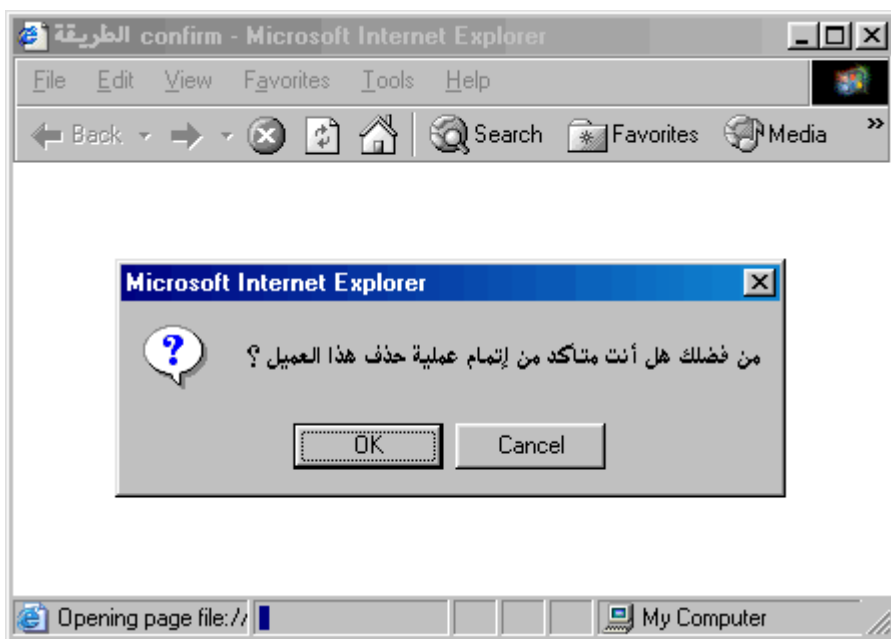 الطريقة confirm - Microsoft Internet Explorer
File Edit View Favorites Tools Help
Back Search Favorites Media »
Microsoft Internet Explorer
من فضلك هل أنت متأكد من إتمام عملية حذف هذا العميل ؟
OK Cancel
Opening page file:// My Computer